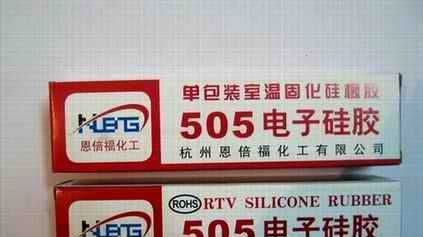 单包装室温固化硅橡胶
505电子硅胶
恩倍福化工
杭州恩倍福化工有限公司
ROHS RTV SILICONE RUBBER
505电子硅胶